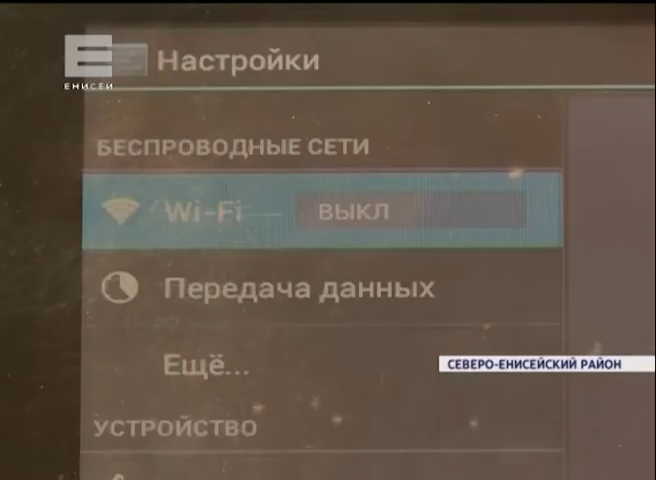 ЕНИСЕЙ
Настройки
БЕСПРОВОДНЫЕ СЕТИ
Wi-Fi ВЫКЛ
Передача данных
Ещё...
СЕВЕРО-ЕНИСЕЙСКИЙ РАЙОН
УСТРОЙСТВО